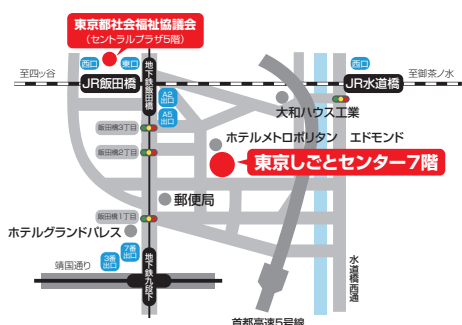 東京都社会福祉協議会
（セントラルプラザ5階）
西口
東口
地下鉄飯田橋
西口
至四ッ谷
JR飯田橋
JR水道橋
至御茶ノ水
A2
出口
A5
出口
大和ハウス工業
飯田橋3丁目
ホテルメトロポリタン　エドモンド
飯田橋2丁目
東京しごとセンター7階
郵便局
飯田橋1丁目
ホテルグランドパレス
7番
出口
3番
出口
靖国通り
地下鉄九段下
水道橋西通
首都高速5号線